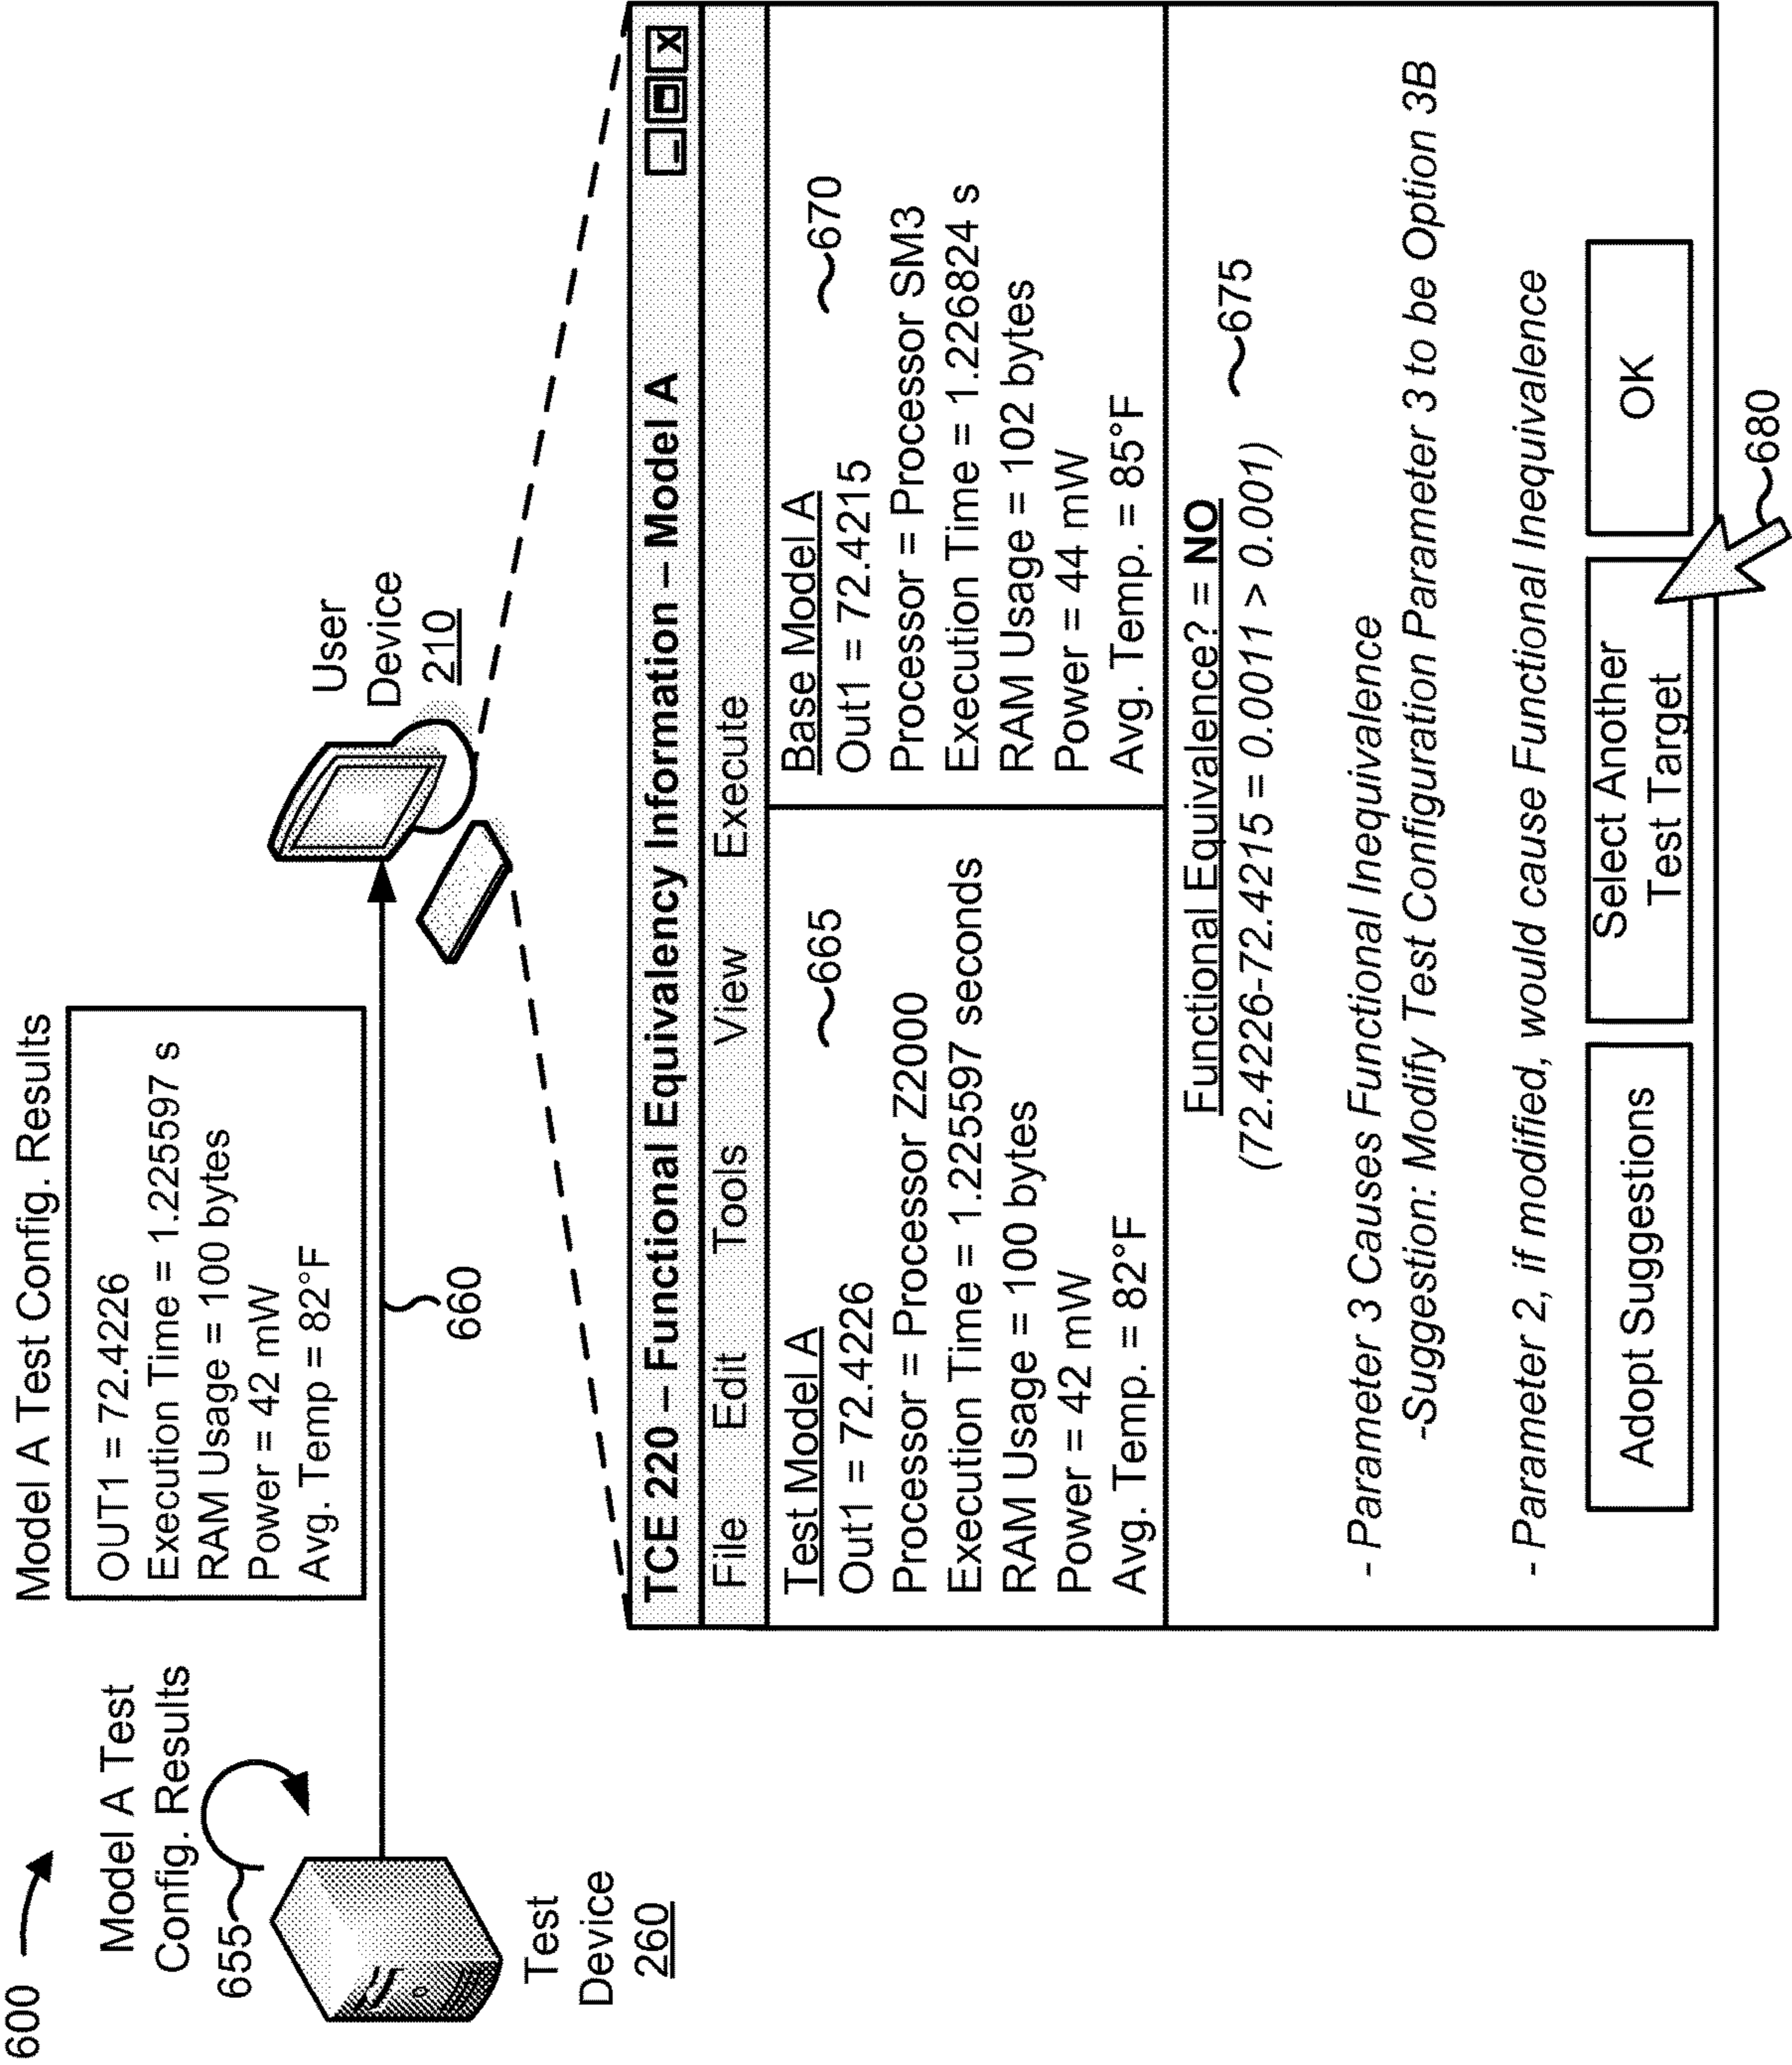 600
Model A Test
Config. Results
655
Test
Device
260
Model A Test Config. Results
OUT1 = 72.4226
Execution Time = 1.225597 s
RAM Usage = 100 bytes
Power = 42 mW
Avg. Temp = 82°F
660
User
Device
210
TCE 220 – Functional Equivalency Information – Model A
_ X
File Edit Tools View Execute
Test Model A
665
Out1 = 72.4226
Processor = Processor Z2000
Execution Time = 1.225597 seconds
RAM Usage = 100 bytes
Power = 42 mW
Avg. Temp. = 82°F
Base Model A
670
Out1 = 72.4215
Processor = Processor SM3
Execution Time = 1.226824 s
RAM Usage = 102 bytes
Power = 44 mW
Avg. Temp. = 85°F
Functional Equivalence? = NO
(72.4226-72.4215 = 0.0011 > 0.001)
675
- Parameter 3 Causes Functional Inequivalence
-Suggestion: Modify Test Configuration Parameter 3 to be Option 3B
- Parameter 2, if modified, would cause Functional Inequivalence
Adopt Suggestions
Select Another
Test Target
OK
680